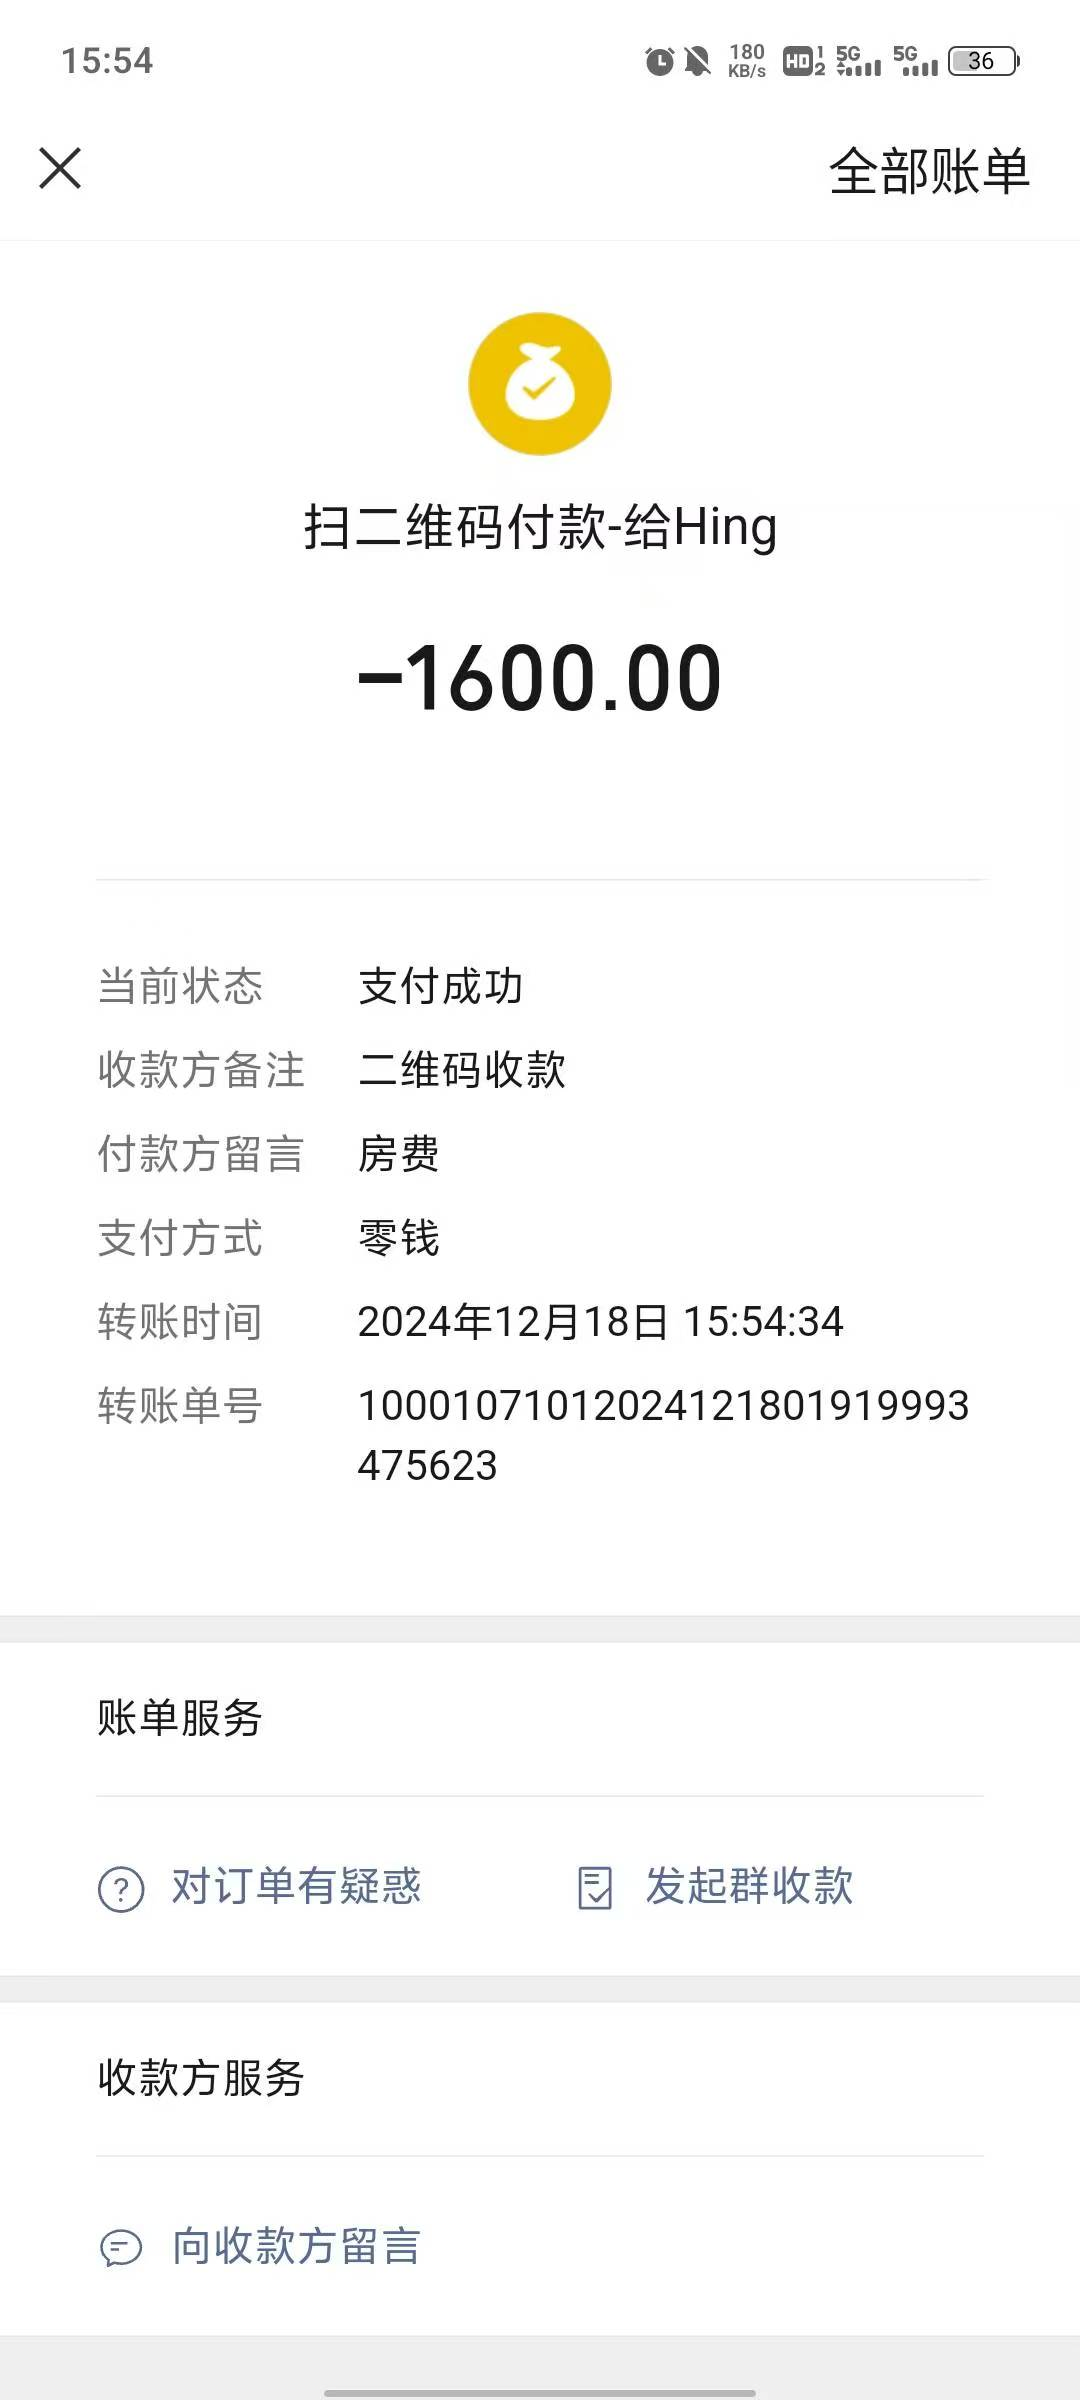 15:54
180 KB/s HD 1 2 5G 5G 36
全部账单
扫二维码付款-给Hing
-1600.00
当前状态 支付成功
收款方备注 二维码收款
付款方留言 房费
支付方式 零钱
转账时间 2024年12月18日 15:54:34
转账单号 10001071012024121801919993
475623
账单服务
对订单有疑惑 发起群收款
收款方服务
向收款方留言